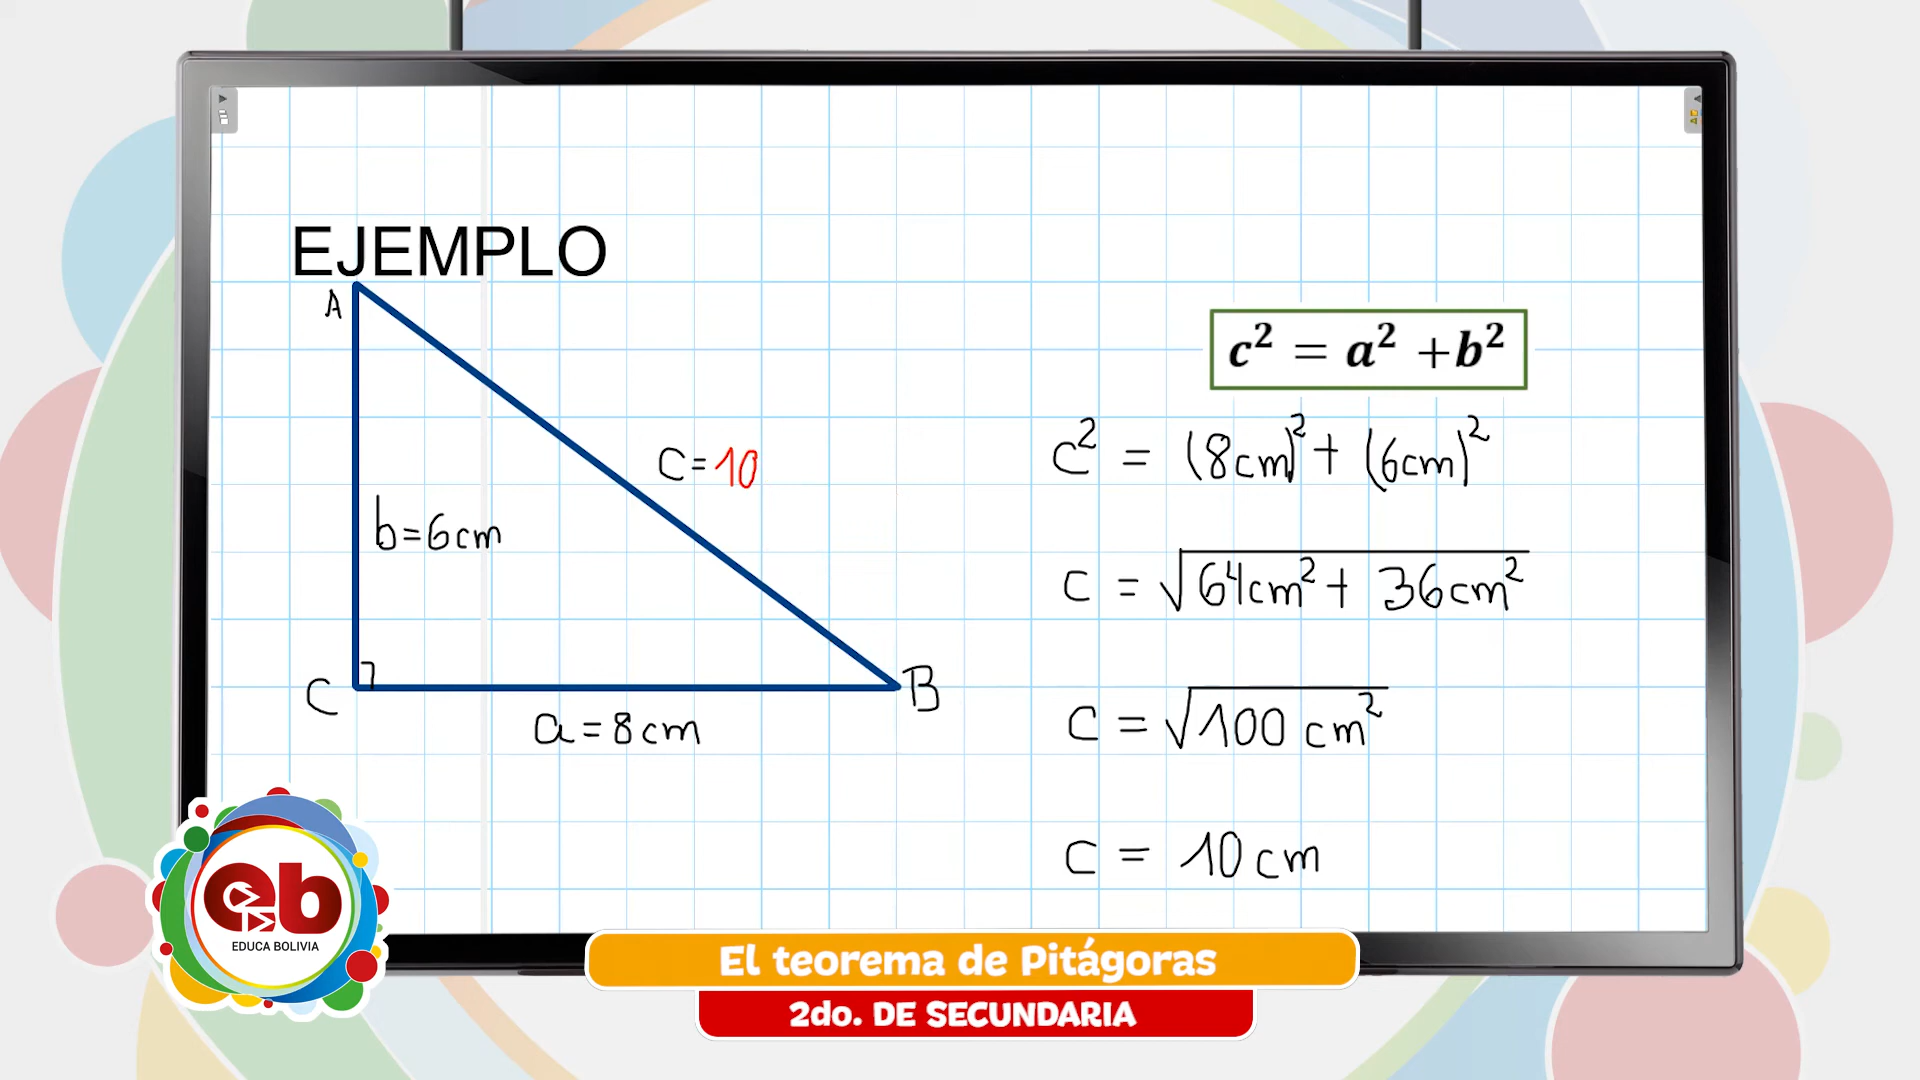 EJEMPLO
A
c² = a² + b²
c² = (8cm)² + (6cm)²
C = 10
b = 6cm
c = √64cm² + 36cm²
C
B
a = 8cm
c = √100 cm²
c = 10 cm
eb
EDUCA BOLIVIA
El teorema de Pitágoras
2do. DE SECUNDARIA